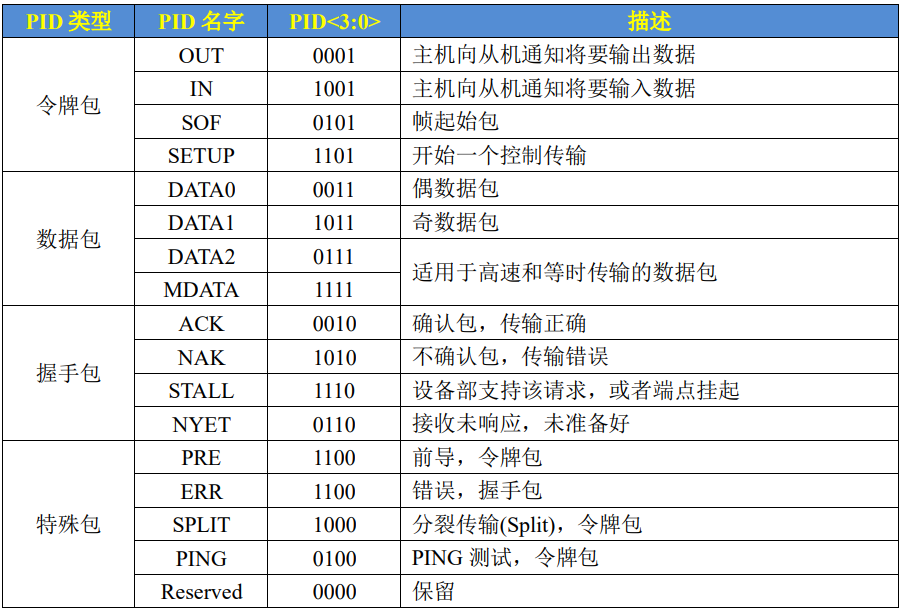 PID 类型 PID 名字 PID<3:0> 描述
令牌包 OUT 0001 主机向从机通知将要输出数据
IN 1001 主机向从机通知将要输入数据
SOF 0101 帧起始包
SETUP 1101 开始一个控制传输
数据包 DATA0 0011 偶数据包
DATA1 1011 奇数据包
DATA2 0111 适用于高速和等时传输的数据包
MDATA 1111
握手包 ACK 0010 确认包，传输正确
NAK 1010 不确认包，传输错误
STALL 1110 设备部支持该请求，或者端点挂起
NYET 0110 接收未响应，未准备好
特殊包 PRE 1100 前导，令牌包
ERR 1100 错误，握手包
SPLIT 1000 分裂传输(Split)，令牌包
PING 0100 PING 测试，令牌包
Reserved 0000 保留